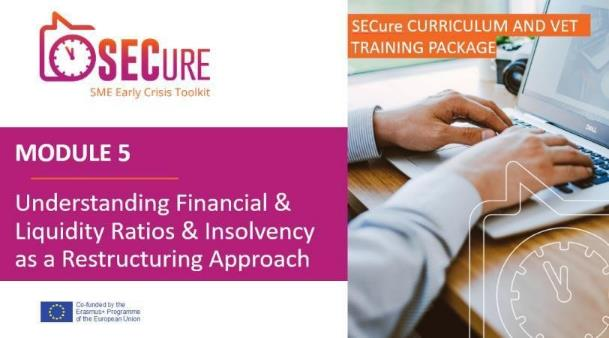 SECURE
SME Early Crisis Toolkit
SECure CURRICULUM AND VET
TRAINING PACKAGE
MODULE 5
Understanding Financial &
Liquidity Ratios & Insolvency
as a Restructuring Approach
Co-funded by the
Erasmus+ Programme
of the European Union
DELL